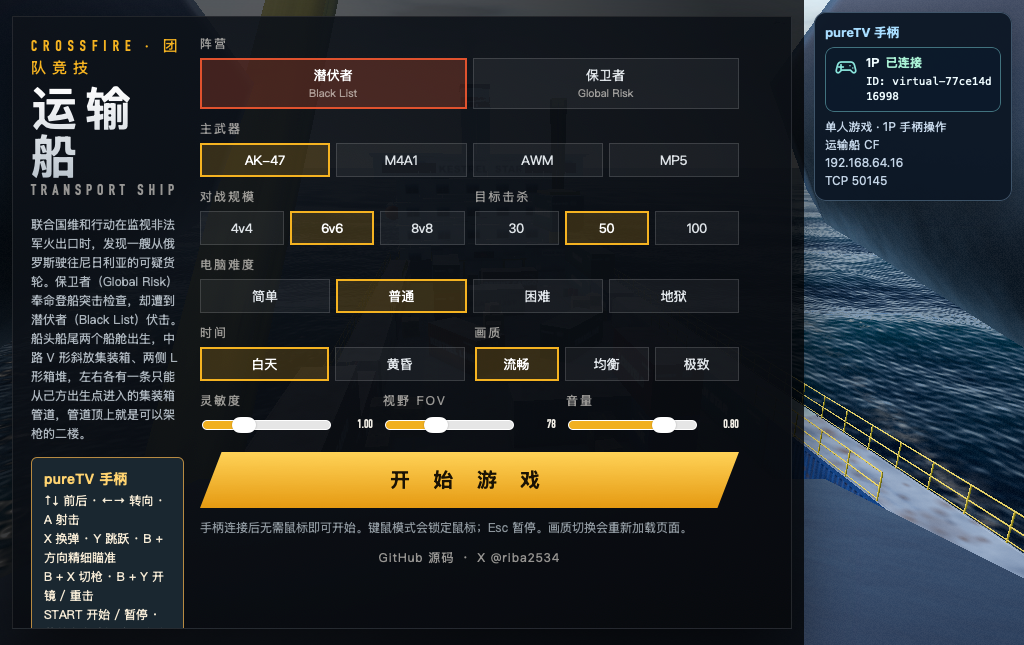 CROSSFIRE · 团
队竞技
运输
船
TRANSPORT SHIP
联合国维和行动在监视非法
军火出口时，发现一艘从俄
罗斯驶往尼日利亚的可疑货
轮。保卫者（Global Risk）
奉命登船突击检查，却遭到
潜伏者（Black List）伏击。
船头船尾两个船舱出生，中
路 V 形斜放集装箱、两侧 L
形箱堆，左右各有一条只能
从己方出生点进入的集装箱
管道，管道顶上就是可以架
枪的二楼。
pureTV 手柄
↑↓ 前后 · ←→ 转向 ·
A 射击
X 换弹 · Y 跳跃 · B +
方向精细瞄准
B + X 切枪 · B + Y 开
镜 / 重击
START 开始 / 暂停 ·
阵营
潜伏者
Black List
保卫者
Global Risk
主武器
AK-47
M4A1
AWM
MP5
对战规模
4v4
6v6
8v8
目标击杀
30
50
100
电脑难度
简单
普通
困难
地狱
时间
白天
黄昏
画质
流畅
均衡
极致
灵敏度
1.00
视野 FOV
78
音量
0.80
开始游戏
手柄连接后无需鼠标即可开始。键鼠模式会锁定鼠标；Esc 暂停。画质切换会重新加载页面。
GitHub 源码 · X @rlba2534
pureTV 手柄
1P 已连接
ID: virtual-77ce14d
16998
单人游戏 · 1P 手柄操作
运输船 CF
192.168.64.16
TCP 50145